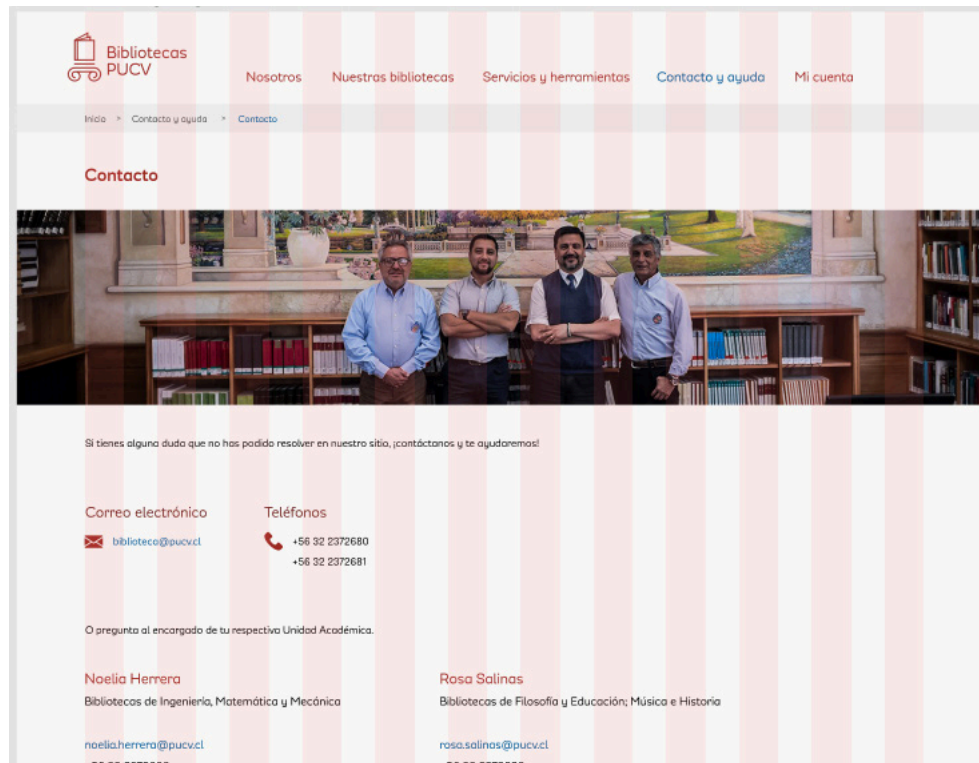 Bibliotecas
PUCV
Nosotros Nuestras bibliotecas Servicios y herramientas Contacto y ayuda Mi cuenta
Inicio > Contacto y ayuda > Contacto
Contacto
Si tienes alguna duda que no has podido resolver en nuestro sitio, ¡contáctanos y te ayudaremos!
Correo electrónico Teléfonos
biblioteca@pucv.cl +56 32 2372680
+56 32 2372681
O pregunta al encargado de tu respectiva Unidad Académica.
Noelia Herrera Rosa Salinas
Bibliotecas de Ingeniería, Matemática y Mecánica Bibliotecas de Filosofía y Educación; Música e Historia
noelia.herrera@pucv.cl rosa.salinas@pucv.cl